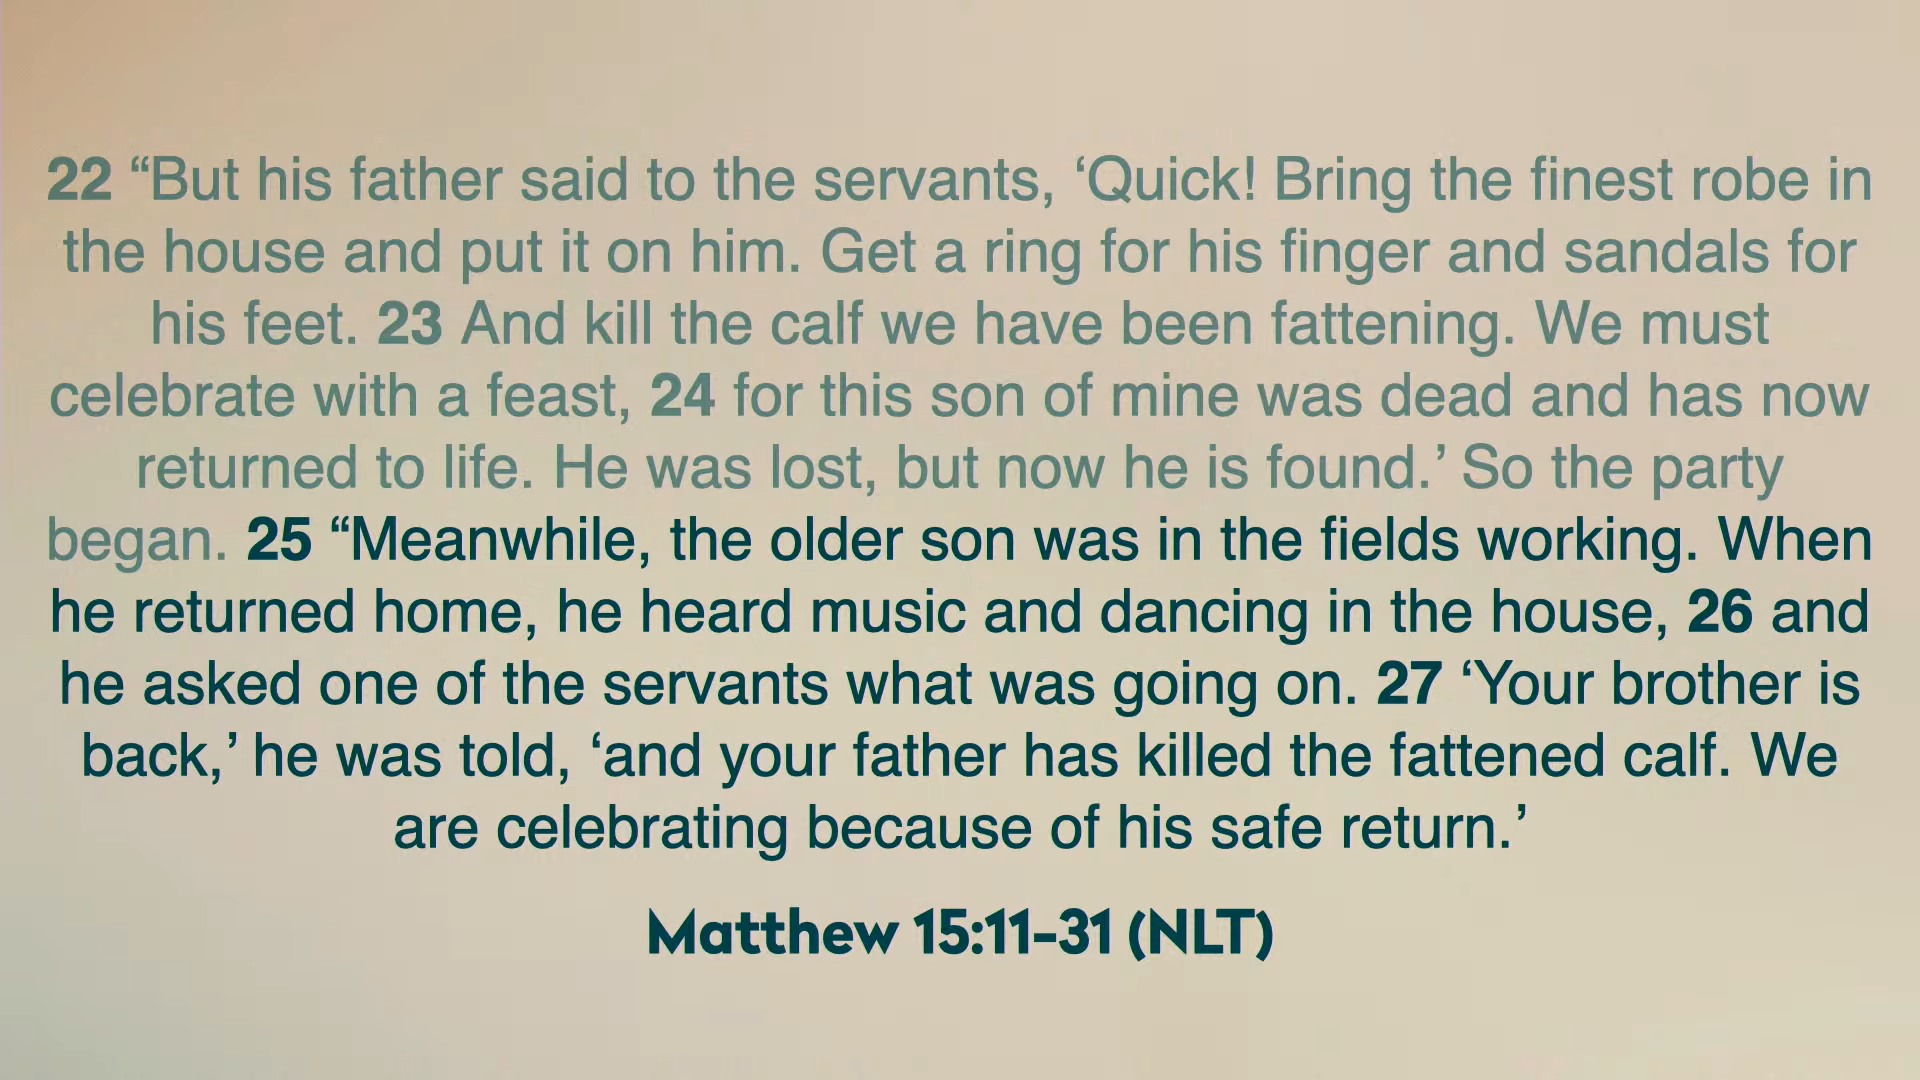 22 “But his father said to the servants, ‘Quick! Bring the finest robe in
the house and put it on him. Get a ring for his finger and sandals for
his feet. 23 And kill the calf we have been fattening. We must
celebrate with a feast, 24 for this son of mine was dead and has now
returned to life. He was lost, but now he is found.’ So the party
began. 25 “Meanwhile, the older son was in the fields working. When
he returned home, he heard music and dancing in the house, 26 and
he asked one of the servants what was going on. 27 ‘Your brother is
back,’ he was told, ‘and your father has killed the fattened calf. We
are celebrating because of his safe return.’
Matthew 15:11-31 (NLT)